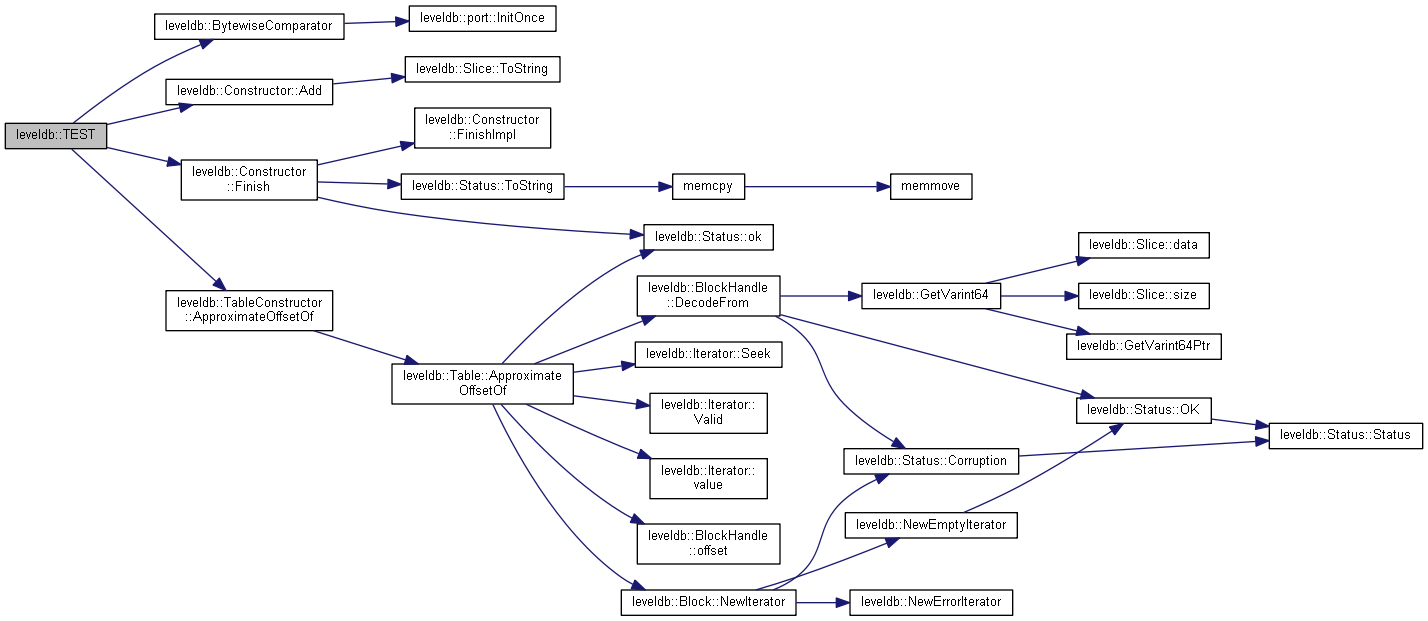 leveldb::TEST
leveldb::BytewiseComparator
leveldb::port::InitOnce
leveldb::Constructor::Add
leveldb::Slice::ToString
leveldb::Constructor
::Finish
leveldb::Constructor
::FinishImpl
leveldb::Status::ToString
memcpy
memmove
leveldb::Status::ok
leveldb::TableConstructor
::ApproximateOffsetOf
leveldb::Table::Approximate
OffsetOf
leveldb::BlockHandle
::DecodeFrom
leveldb::GetVarint64
leveldb::Slice::data
leveldb::Slice::size
leveldb::GetVarint64Ptr
leveldb::Iterator::Seek
leveldb::Iterator::
Valid
leveldb::Iterator::
value
leveldb::BlockHandle
::offset
leveldb::Block::NewIterator
leveldb::Status::Corruption
leveldb::NewEmptyIterator
leveldb::NewErrorIterator
leveldb::Status::OK
leveldb::Status::Status